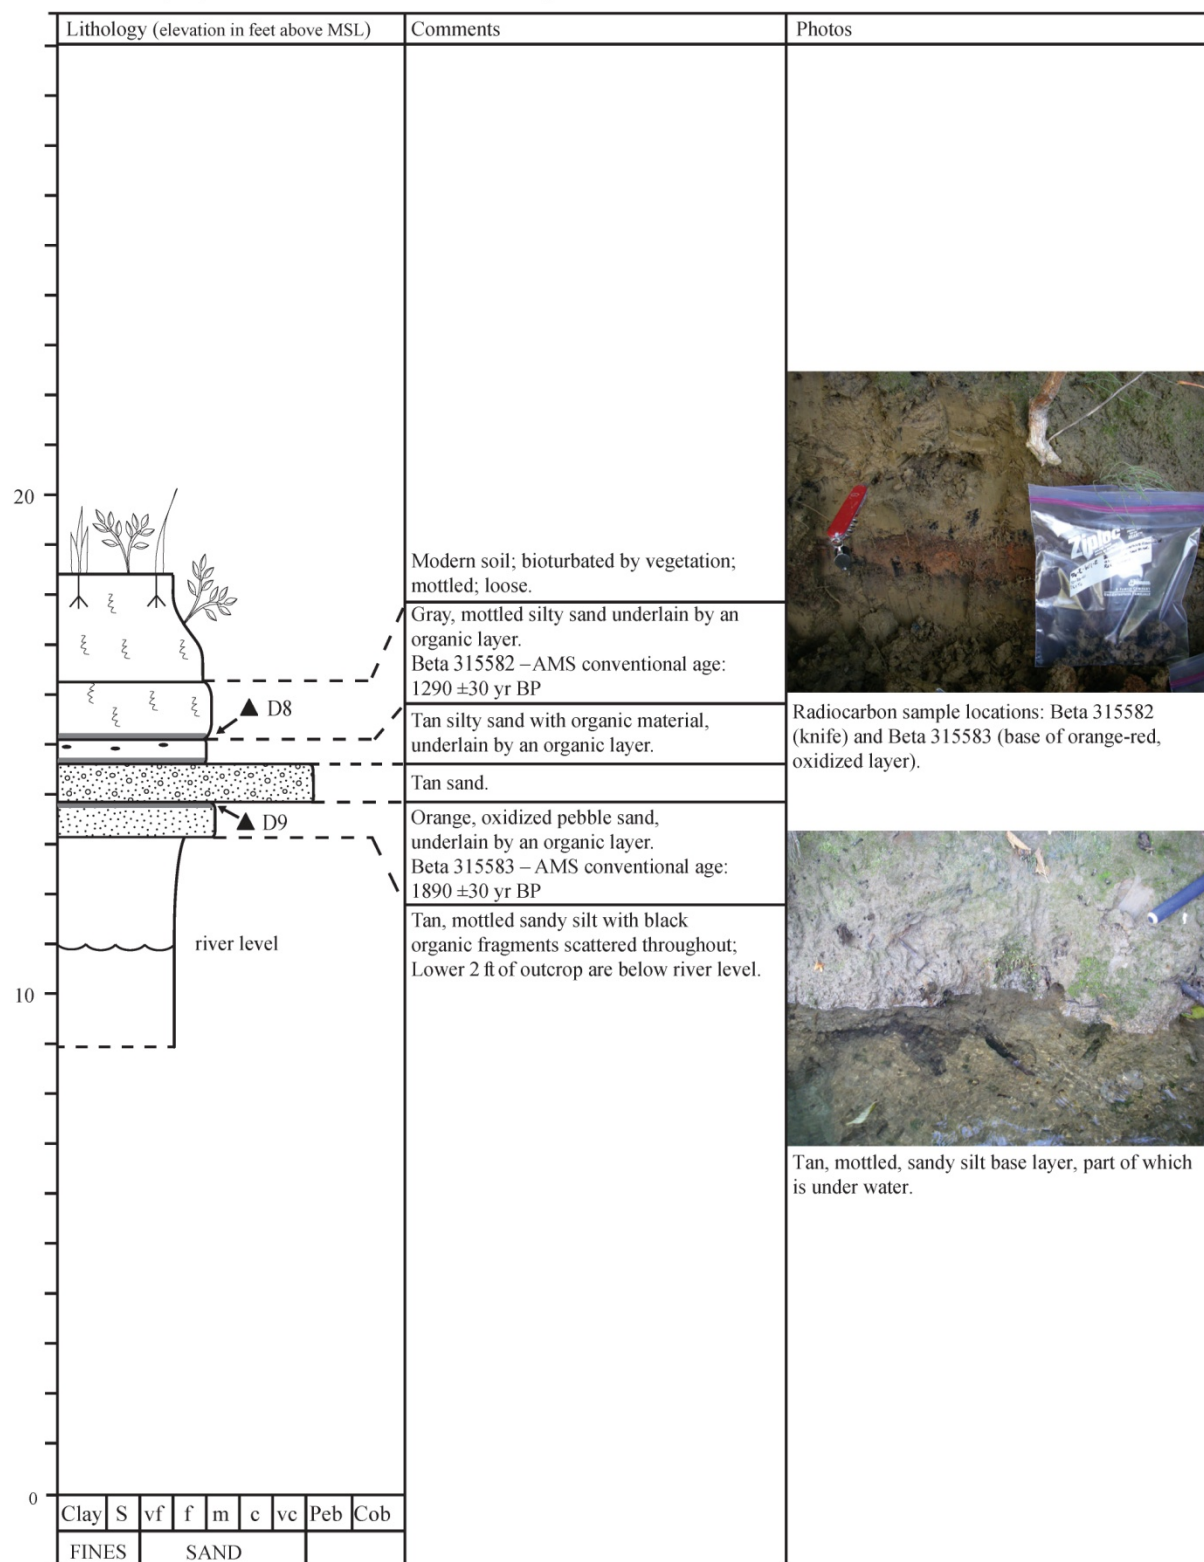 Lithology (elevation in feet above MSL)
Comments
Photos
20
10
0
D8
D9
river level
Clay S vf f m c vc Peb Cob
FINES SAND
Modern soil; bioturbated by vegetation;
mottled; loose.
Gray, mottled silty sand underlain by an
organic layer.
Beta 315582 – AMS conventional age:
1290 ±30 yr BP
Tan silty sand with organic material,
underlain by an organic layer.
Tan sand.
Orange, oxidized pebble sand,
underlain by an organic layer.
Beta 315583 – AMS conventional age:
1890 ±30 yr BP
Tan, mottled sandy silt with black
organic fragments scattered throughout;
Lower 2 ft of outcrop are below river level.
Ziploc
Radiocarbon sample locations: Beta 315582
(knife) and Beta 315583 (base of orange-red,
oxidized layer).
Tan, mottled, sandy silt base layer, part of which
is under water.